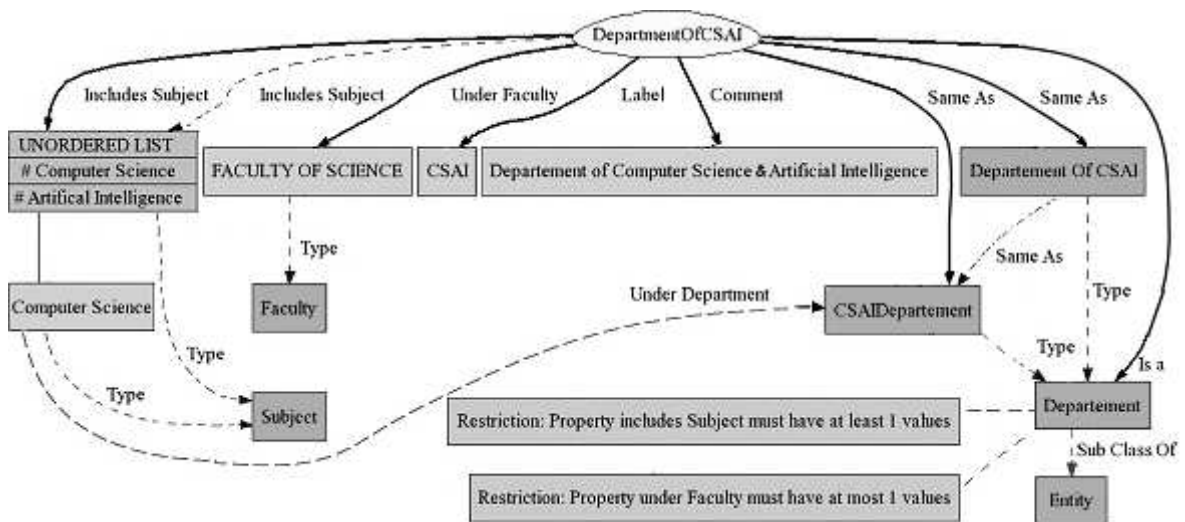 DepartmentOfCSAI
Includes Subject
Includes Subject
Under Faculty
Label
Comment
Same As
Same As
UNORDERED LIST
# Computer Science
# Artifical Intelligence
FACULTY OF SCIENCE
CSAI
Departement of Computer Science & Artificial Intelligence
Departement Of CSAI
Type
Same As
Computer Science
Faculty
Under Department
CSAIDepartement
Type
Type
Type
Type
Is a
Subject
Restriction: Property includes Subject must have at least 1 values
Departement
Sub Class Of
Restriction: Property under Faculty must have at most 1 values
Entity